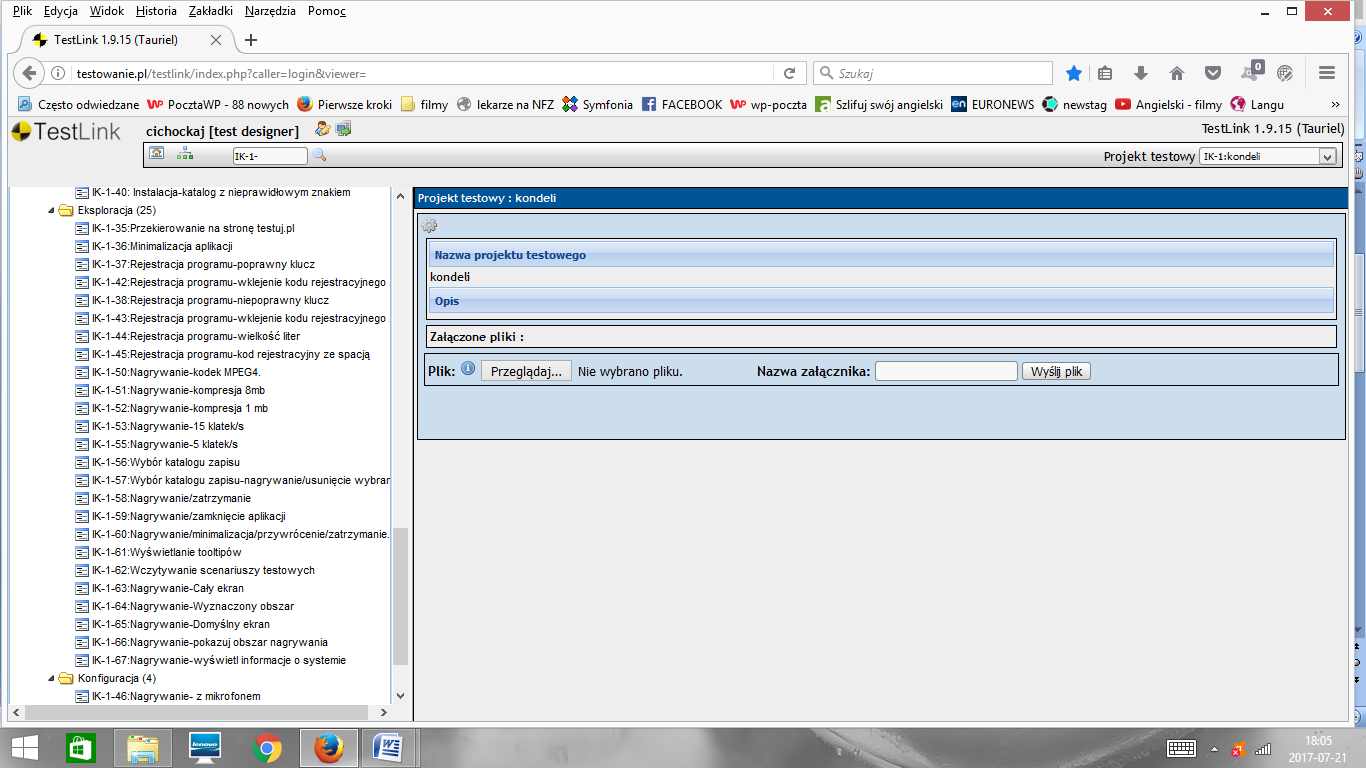 Plik Edycja Widok Historia Zakładki Narzędzia Pomoc
TestLink 1.9.15 (Tauriel)
testowanie.pl/testlink/index.php?caller=login&viewer=
Szukaj
0
Często odwiedzane PocztaWP - 88 nowych Pierwsze kroki filmy lekarze na NFZ Symfonia FACEBOOK wp-poczta Szlifuj swój angielski EURONEWS newstag Angielski - filmy Langu »
TestLink cichockaj [test designer] TestLink 1.9.15 (Tauriel)
IK-1- Projekt testowy IK-1:kondeli
IK-1-40: Instalacja-katalog z nieprawidłowym znakiem
Eksploracja (25)
IK-1-35:Przekierowanie na stronę testuj.pl
IK-1-36:Minimalizacja aplikacji
IK-1-37:Rejestracja programu-poprawny klucz
IK-1-42:Rejestracja programu-wklejenie kodu rejestracyjnego
IK-1-38:Rejestracja programu-niepoprawny klucz
IK-1-43:Rejestracja programu-wklejenie kodu rejestracyjnego
IK-1-44:Rejestracja programu-wielkość liter
IK-1-45:Rejestracja programu-kod rejestracyjny ze spacją
IK-1-50:Nagrywanie-kodek MPEG4.
IK-1-51:Nagrywanie-kompresja 8mb
IK-1-52:Nagrywanie-kompresja 1 mb
IK-1-53:Nagrywanie-15 klatek/s
IK-1-55:Nagrywanie-5 klatek/s
IK-1-56:Wybór katalogu zapisu
IK-1-57:Wybór katalogu zapisu-nagrywanie/usunięcie wybrar
IK-1-58:Nagrywanie/zatrzymanie
IK-1-59:Nagrywanie/zamknięcie aplikacji
IK-1-60:Nagrywanie/minimalizacja/przywrócenie/zatrzymanie.
IK-1-61:Wyświetlanie tooltipów
IK-1-62:Wczytywanie scenariuszy testowych
IK-1-63:Nagrywanie-Cały ekran
IK-1-64:Nagrywanie-Wyznaczony obszar
IK-1-65:Nagrywanie-Domyślny ekran
IK-1-66:Nagrywanie-pokazuj obszar nagrywania
IK-1-67:Nagrywanie-wyświetl informacje o systemie
Konfiguracja (4)
IK-1-46:Nagrywanie- z mikrofonem
Projekt testowy : kondeli
Nazwa projektu testowego
kondeli
Opis
Załączone pliki :
Plik: Przeglądaj... Nie wybrano pliku. Nazwa załącznika: Wyślij plik
lenovo
18:05
2017-07-21